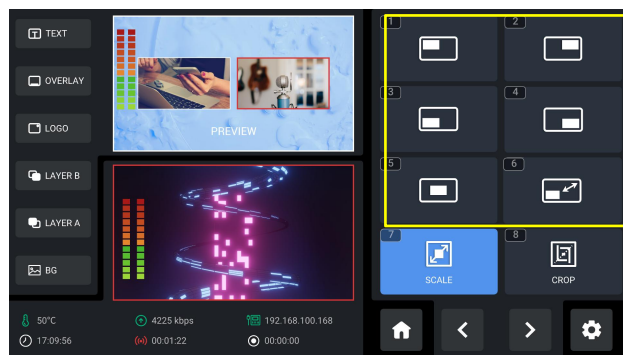 TEXT
OVERLAY
LOGO
LAYER B
LAYER A
BG
PREVIEW
1
2
3
4
5
6
7
SCALE
8
CROP
50°C
4225 kbps
192.168.100.168
17:09:56
00:01:22
00:00:00